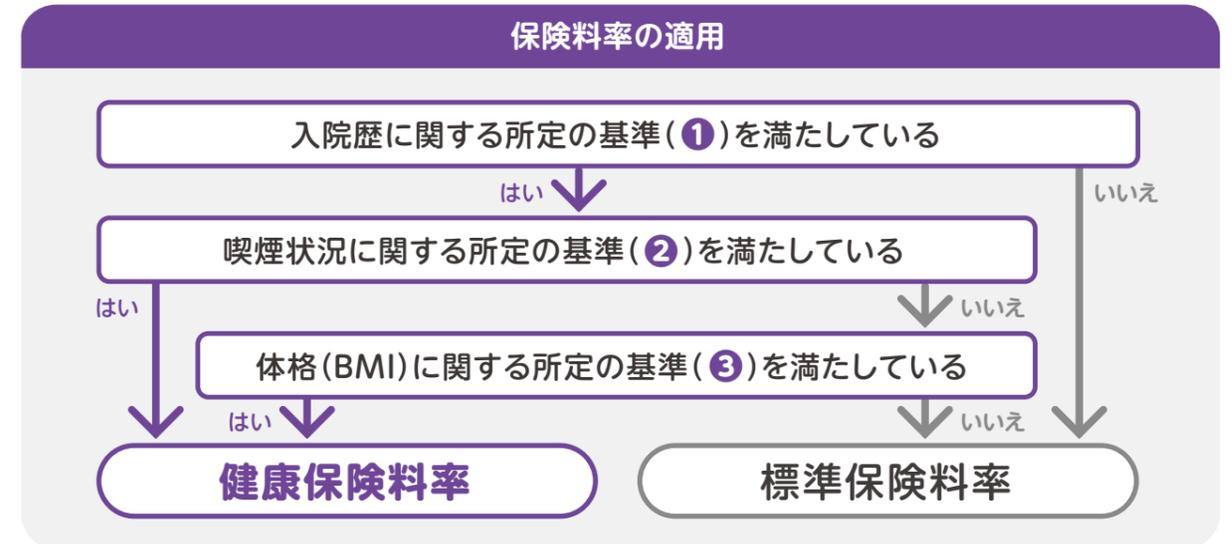 保険料率の適用
入院歴に関する所定の基準(❶)を満たしている
はい
いいえ
喫煙状況に関する所定の基準(❷)を満たしている
はい
いいえ
体格(BMI)に関する所定の基準(❸)を満たしている
はい
いいえ
健康保険料率
標準保険料率